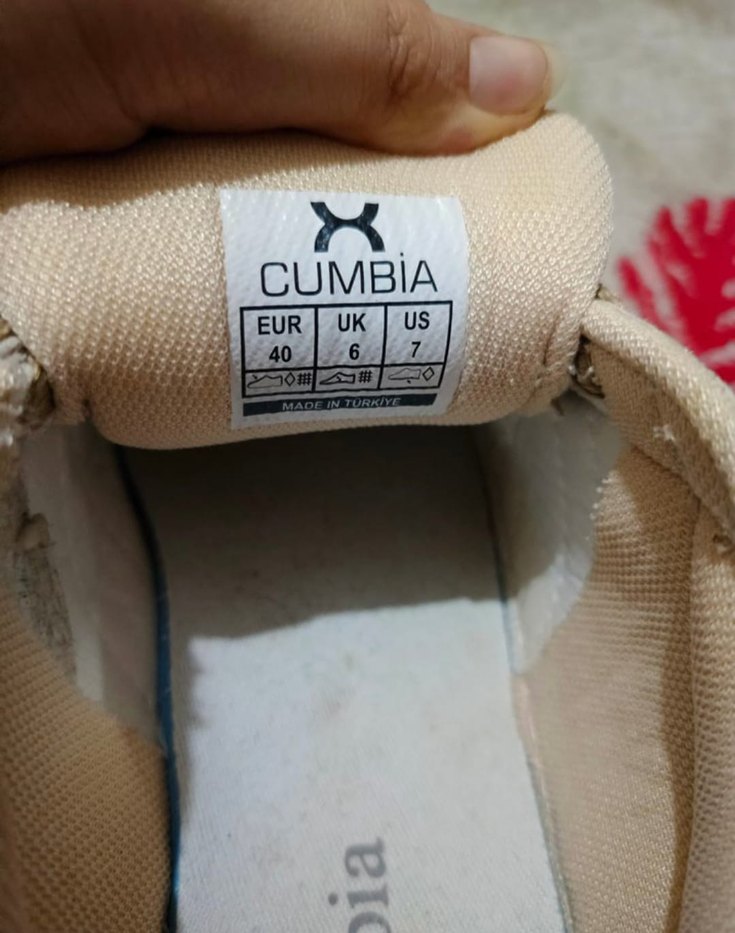 CUMBİA
EUR UK US
40 6 7
MADE IN TÜRKİYE
bia